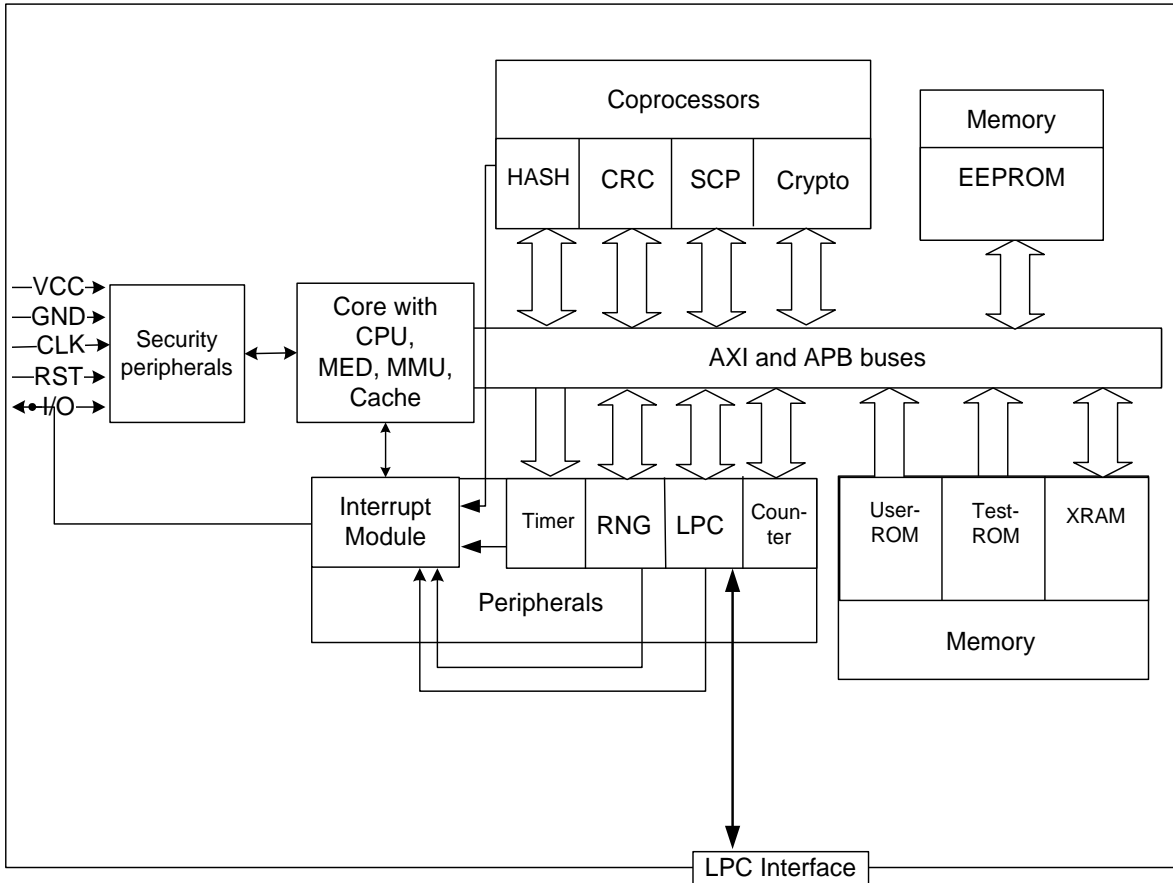 Coprocessors
HASH
CRC
SCP
Crypto
Memory
EEPROM
VCC
GND
CLK
RST
I/O
Security
peripherals
Core with
CPU,
MED, MMU,
Cache
AXI and APB buses
Interrupt
Module
Timer
RNG
LPC
Coun-
ter
Peripherals
User-
ROM
Test-
ROM
XRAM
Memory
LPC Interface